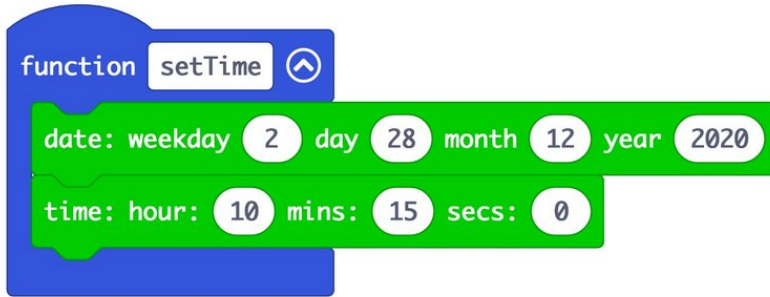 function setTime
date: weekday 2 day 28 month 12 year 2020
time: hour: 10 mins: 15 secs: 0